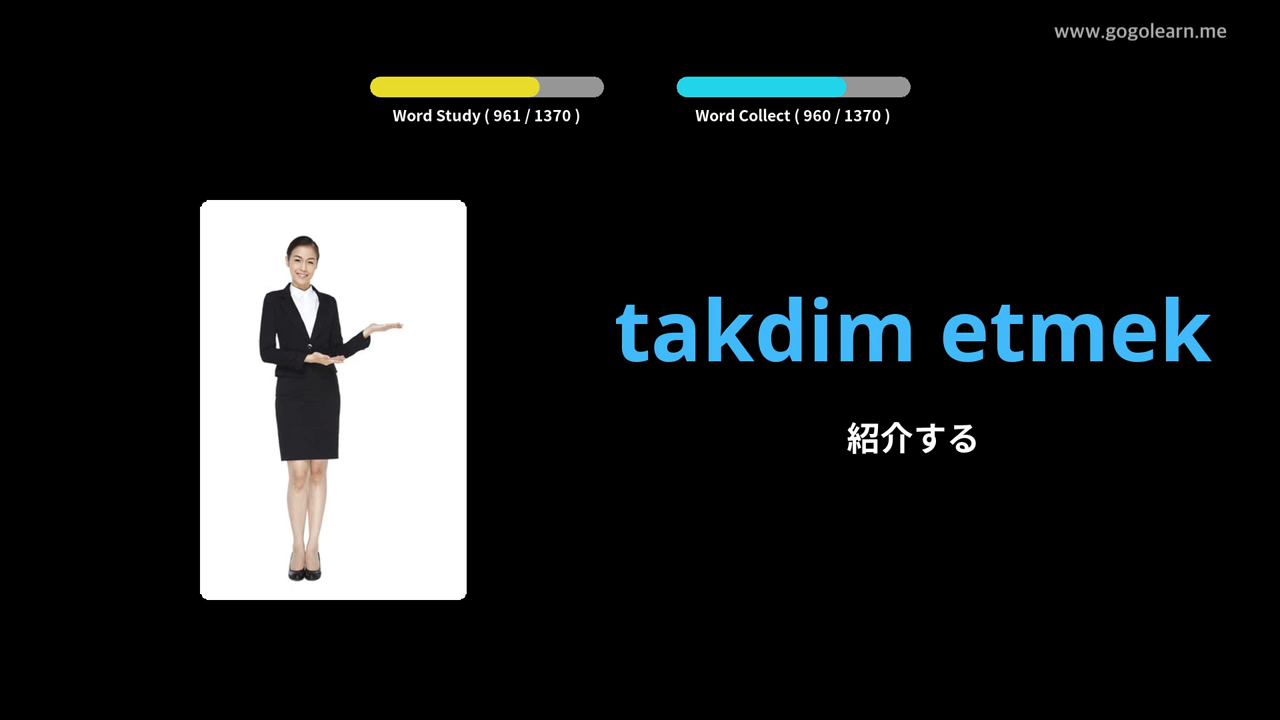 www.gogolearn.me
Word Study ( 961 / 1370 )
Word Collect ( 960 / 1370 )
takdim etmek
紹介する